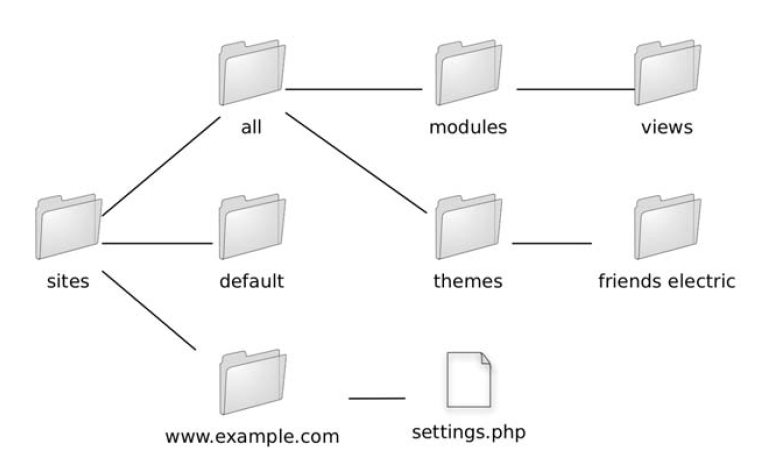 all
modules
views
sites
default
themes
friends electric
www.example.com
settings.php